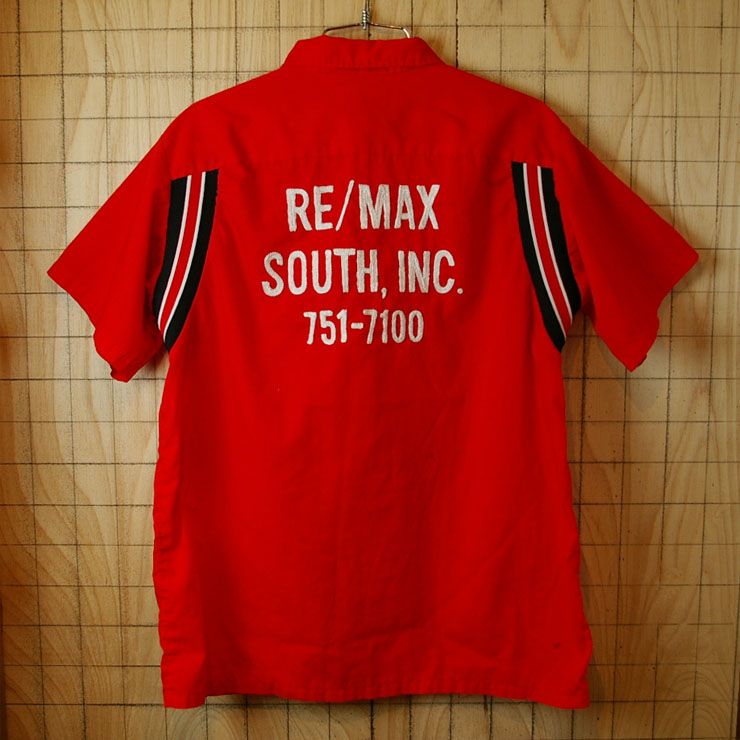 RE/MAX
SOUTH, INC.
751-7100